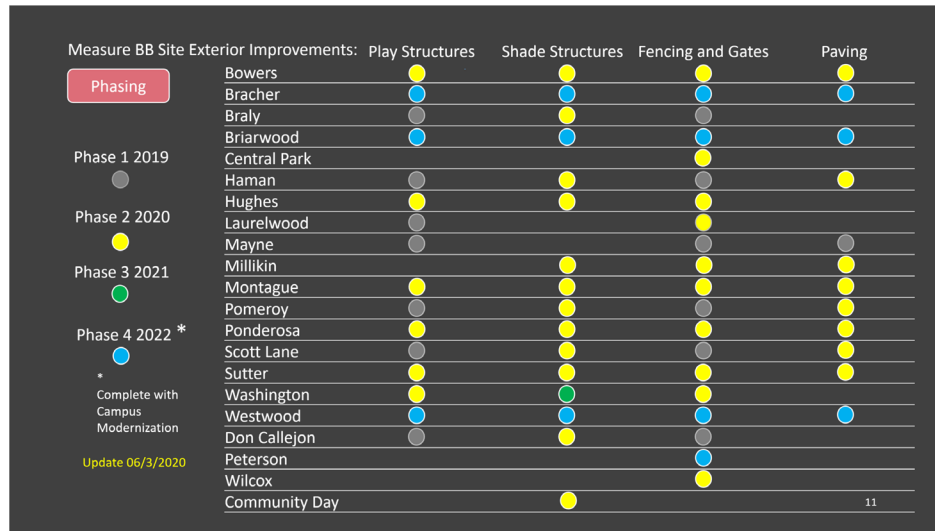 Measure BB Site Exterior Improvements: Play Structures Shade Structures Fencing and Gates Paving
Phasing
Bowers
Bracher
Braly
Briarwood
Phase 1 2019
Central Park
Haman
Hughes
Phase 2 2020
Laurelwood
Mayne
Millikin
Phase 3 2021
Montague
Pomeroy
Ponderosa
Phase 4 2022 *
Scott Lane
Sutter
*
Complete with
Campus
Modernization
Washington
Westwood
Don Callejon
Update 06/3/2020
Peterson
Wilcox
Community Day
11